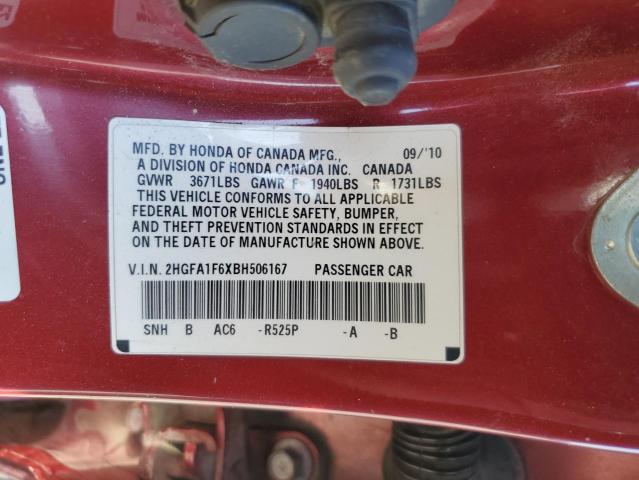 MFD. BY HONDA OF CANADA MFG., 09/'10
A DIVISION OF HONDA CANADA INC. CANADA
GVWR 3671LBS GAWR F 1940LBS R 1731LBS
THIS VEHICLE CONFORMS TO ALL APPLICABLE
FEDERAL MOTOR VEHICLE SAFETY, BUMPER,
AND THEFT PREVENTION STANDARDS IN EFFECT
ON THE DATE OF MANUFACTURE SHOWN ABOVE.
V.I.N. 2HGFA1F6XBH506167 PASSENGER CAR
SNH B AC6 -R525P -A -B